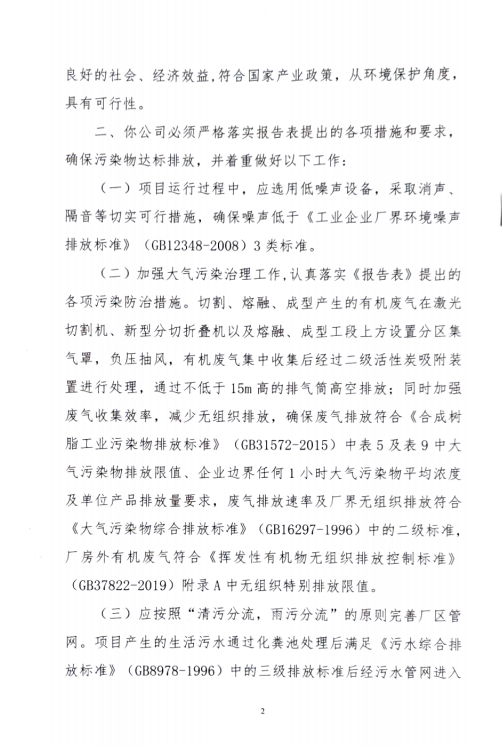 良好的社会、经济效益,符合国家产业政策，从环境保护角度，
具有可行性。
二、你公司必须严格落实报告表提出的各项措施和要求，
确保污染物达标排放，并着重做好以下工作：
（一）项目运行过程中，应选用低噪声设备，采取消声、
隔音等切实可行措施，确保噪声低于《工业企业厂界环境噪声
排放标准》（GB12348-2008）3 类标准。
（二）加强大气污染治理工作,认真落实《报告表》提出的
各项污染防治措施。切割、熔融、成型产生的有机废气在激光
切割机、新型分切折叠机以及熔融、成型工段上方设置分区集
气罩，负压抽风，有机废气集中收集后经过二级活性炭吸附装
置进行处理，通过不低于 15m 高的排气筒高空排放；同时加强
废气收集效率，减少无组织排放，确保废气排放符合《合成树
脂工业污染物排放标准》（GB31572-2015）中表 5 及表 9 中大
气污染物排放限值、企业边界任何 1 小时大气污染物平均浓度
及单位产品排放量要求，废气排放速率及厂界无组织排放符合
《大气污染物综合排放标准》（GB16297-1996）中的二级标准，
厂房外有机废气符合《挥发性有机物无组织排放控制标准》
（GB37822-2019）附录 A 中无组织特别排放限值。
（三）应按照“清污分流，雨污分流”的原则完善厂区管
网。项目产生的生活污水通过化粪池处理后满足《污水综合排
放标准》（GB8978-1996）中的三级排放标准后经污水管网进入
2